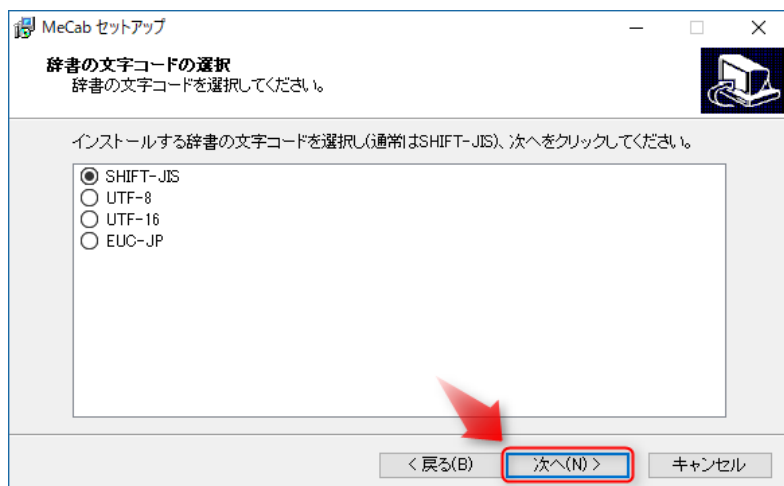 MeCab セットアップ
辞書の文字コードの選択
辞書の文字コードを選択してください。
インストールする辞書の文字コードを選択し(通常はSHIFT-JIS)、次へをクリックしてください。
SHIFT-JIS
UTF-8
UTF-16
EUC-JP
< 戻る(B) 次へ(N) > キャンセル